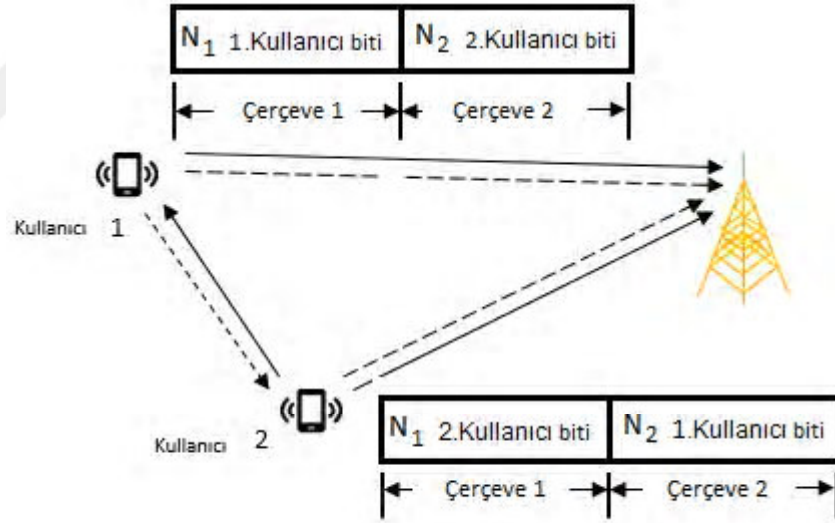 N1 1.Kullanıcı biti N2 2.Kullanıcı biti
Çerçeve 1 Çerçeve 2
Kullanıcı 1
Kullanıcı 2
N1 2.Kullanıcı biti N2 1.Kullanıcı biti
Çerçeve 1 Çerçeve 2